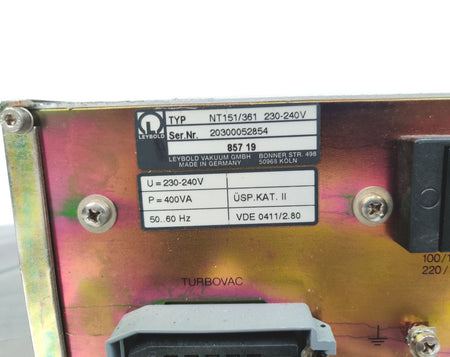 LEYBOLD
TYP NT151/361 230-240V
Ser.Nr. 20300052854
857 19
LEYBOLD VAKUUM GMBH BONNER STR. 498
MADE IN GERMANY 50968 KÖLN
U = 230-240V
P = 400VA ÜSP.KAT. II
50..60 Hz VDE 0411/2.80
100/1
220/
TURBOVAC